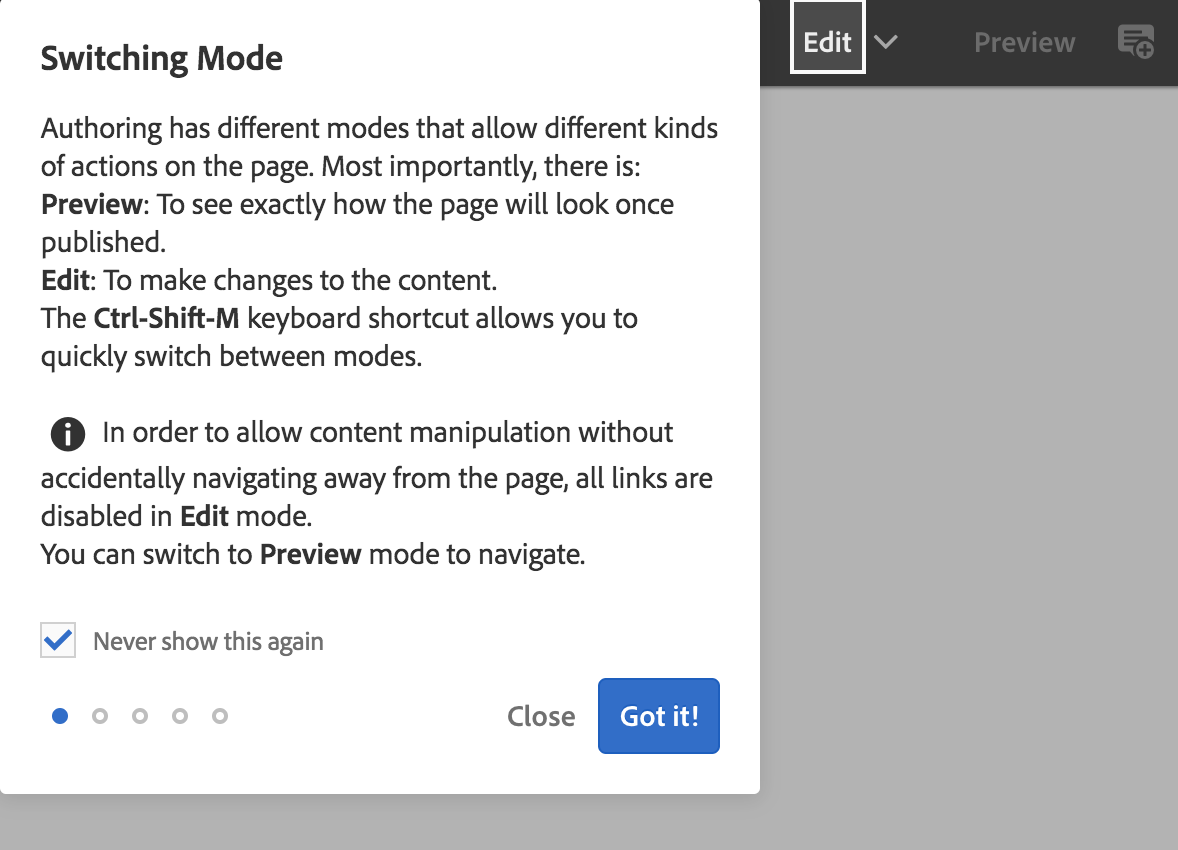 Edit
Preview
Switching Mode
Authoring has different modes that allow different kinds
of actions on the page. Most importantly, there is:
Preview: To see exactly how the page will look once
published.
Edit: To make changes to the content.
The Ctrl-Shift-M keyboard shortcut allows you to
quickly switch between modes.
In order to allow content manipulation without
accidentally navigating away from the page, all links are
disabled in Edit mode.
You can switch to Preview mode to navigate.
Never show this again
Close
Got it!